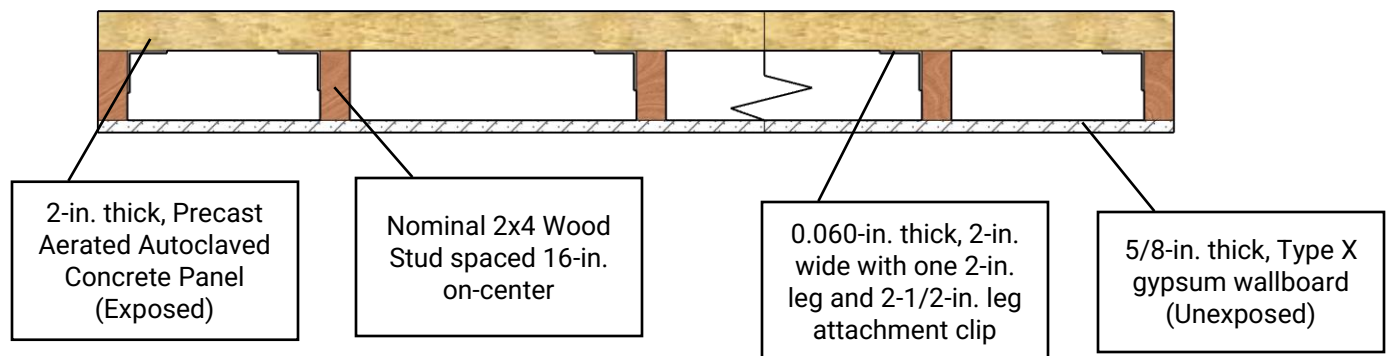 2-in. thick, Precast
Aerated Autoclaved
Concrete Panel
(Exposed)
Nominal 2x4 Wood
Stud spaced 16-in.
on-center
0.060-in. thick, 2-in.
wide with one 2-in.
leg and 2-1/2-in. leg
attachment clip
5/8-in. thick, Type X
gypsum wallboard
(Unexposed)